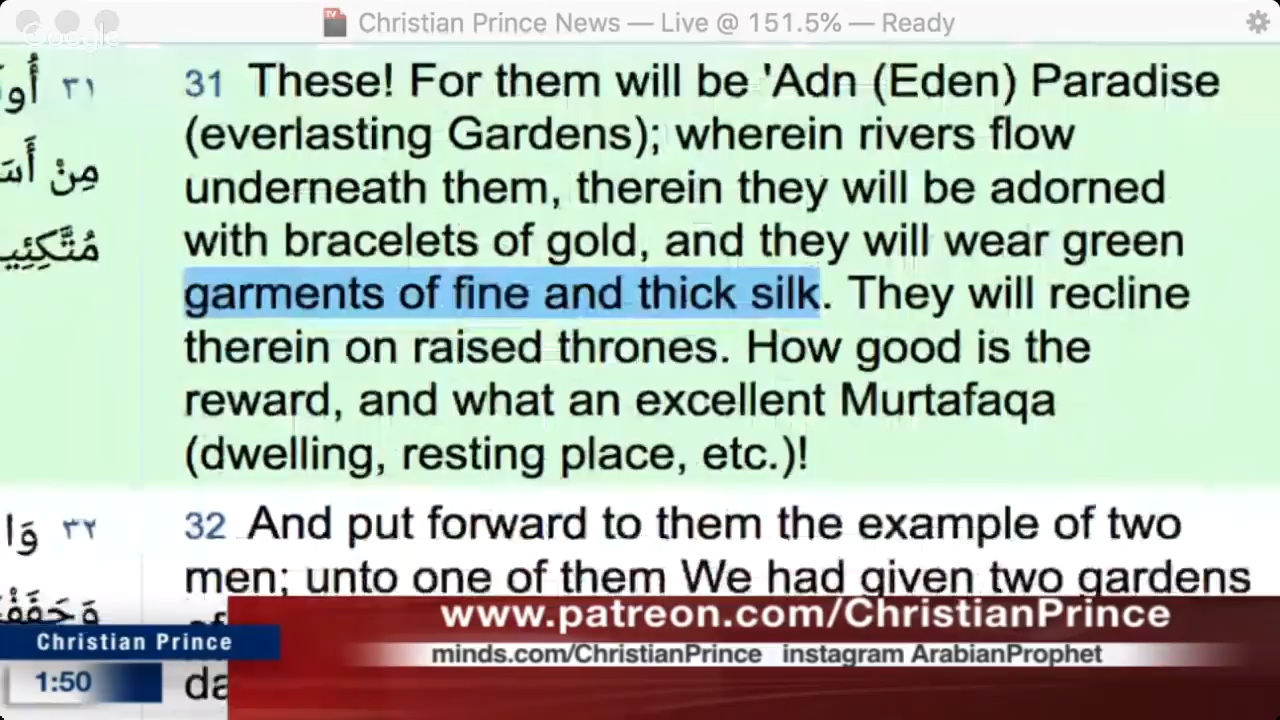 Christian Prince News — Live @ 151.5% — Ready
Google
٣١
31 These! For them will be 'Adn (Eden) Paradise
(everlasting Gardens); wherein rivers flow
underneath them, therein they will be adorned
with bracelets of gold, and they will wear green
garments of fine and thick silk. They will recline
therein on raised thrones. How good is the
reward, and what an excellent Murtafaqa
(dwelling, resting place, etc.)!
مِنْ
٣٢
32 And put forward to them the example of two
men; unto one of them We had given two gardens
www.patreon.com/ChristianPrince
Christian Prince
minds.com/ChristianPrince instagram ArabianProphet
1:50